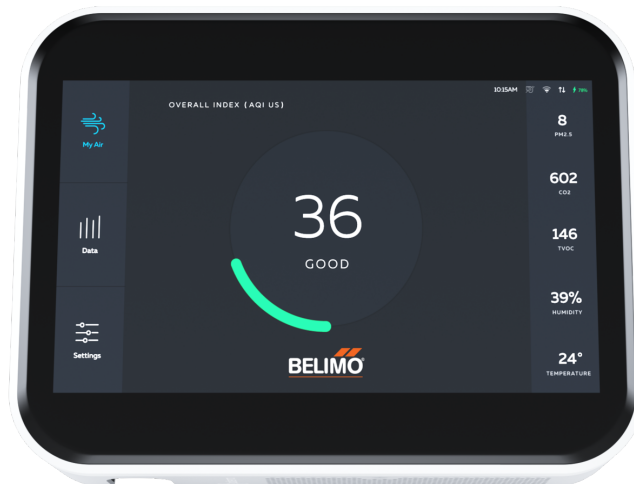 10:15AM 78%
OVERALL INDEX (AQI US)
My Air
Data
Settings
36
GOOD
BELIMO®
8
PM2.5
602
CO2
146
TVOC
39%
HUMIDITY
24°
TEMPERATURE